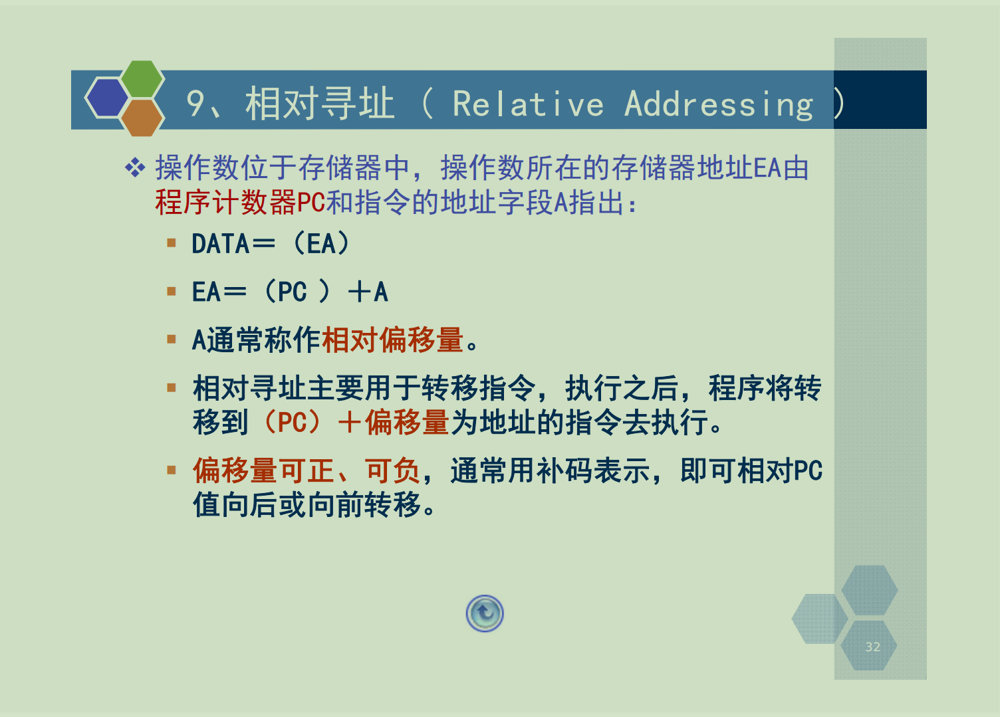 9、相对寻址（ Relative Addressing ）
操作数位于存储器中，操作数所在的存储器地址EA由
程序计数器PC和指令的地址字段A指出：
DATA＝（EA）
EA＝（PC ）＋A
A通常称作相对偏移量。
相对寻址主要用于转移指令，执行之后，程序将转
移到（PC）＋偏移量为地址的指令去执行。
偏移量可正、可负，通常用补码表示，即可相对PC
值向后或向前转移。
32